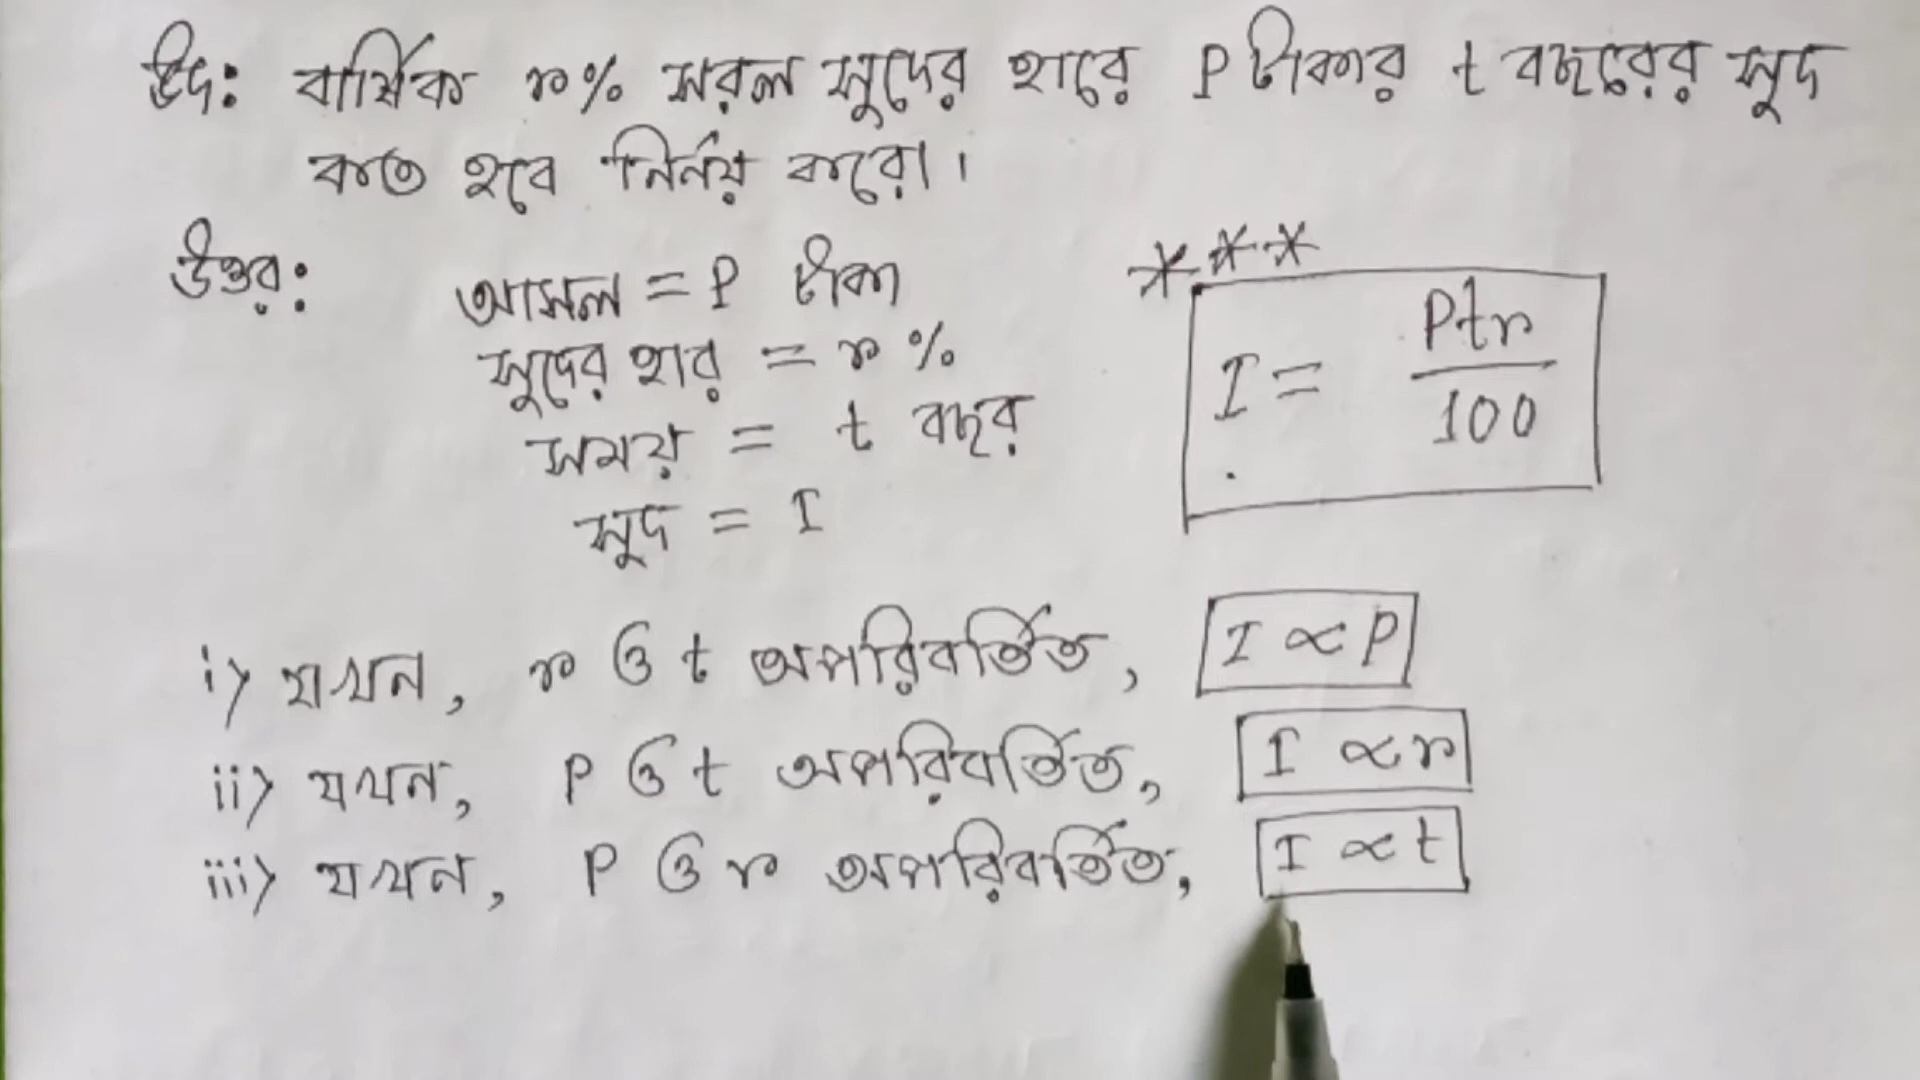 উদাঃ বার্ষিক r% সরল সুদের হারে P টাকার t বছরের সুদ
কত হবে নির্নয় করো।
উত্তরঃ
আসল = P টাকা
সুদের হার = r %
সময় = t বছর
সুদ = I
***
I = Ptr/100
i) যখন, r ও t অপরিবর্তিত, I ∝ P
ii) যখন, P ও t অপরিবর্তিত, I ∝ r
iii) যখন, P ও r অপরিবর্তিত, I ∝ t